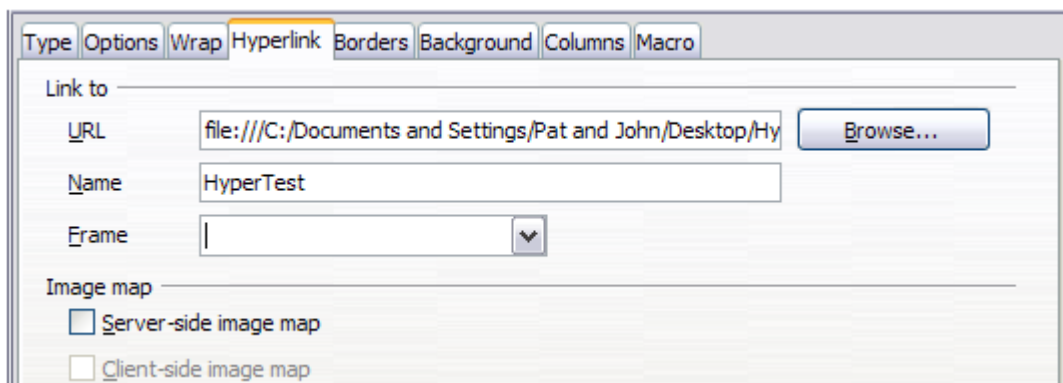 Type Options Wrap Hyperlink Borders Background Columns Macro
Link to
URL file:///C:/Documents and Settings/Pat and John/Desktop/Hy Browse...
Name HyperTest
Frame
Image map
Server-side image map
Client-side image map